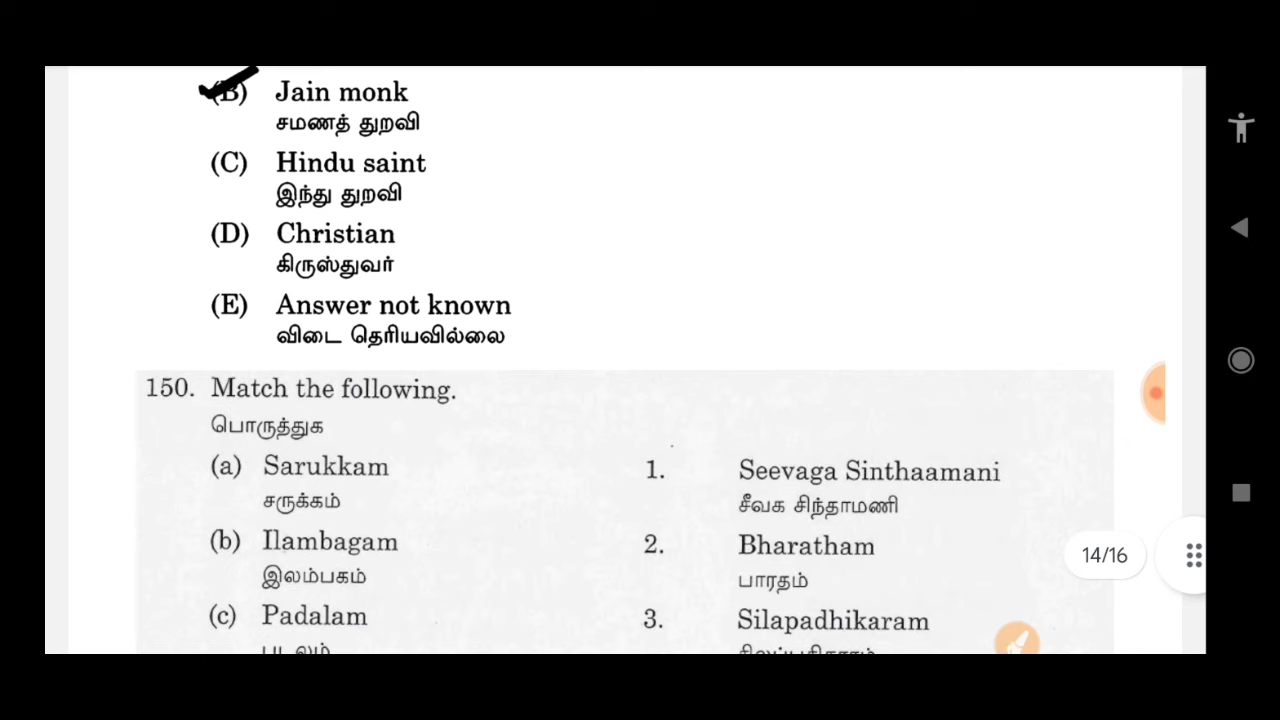 (B) Jain monk
சமணத் துறவி
(C) Hindu saint
இந்து துறவி
(D) Christian
கிருஸ்துவர்
(E) Answer not known
விடை தெரியவில்லை
150. Match the following.
பொருத்துக
(a) Sarukkam 1. Seevaga Sinthaamani
சருக்கம் சீவக சிந்தாமணி
(b) Ilambagam 2. Bharatham
இலம்பகம் பாரதம்
14/16
(c) Padalam 3. Silapadhikaram
படலம்